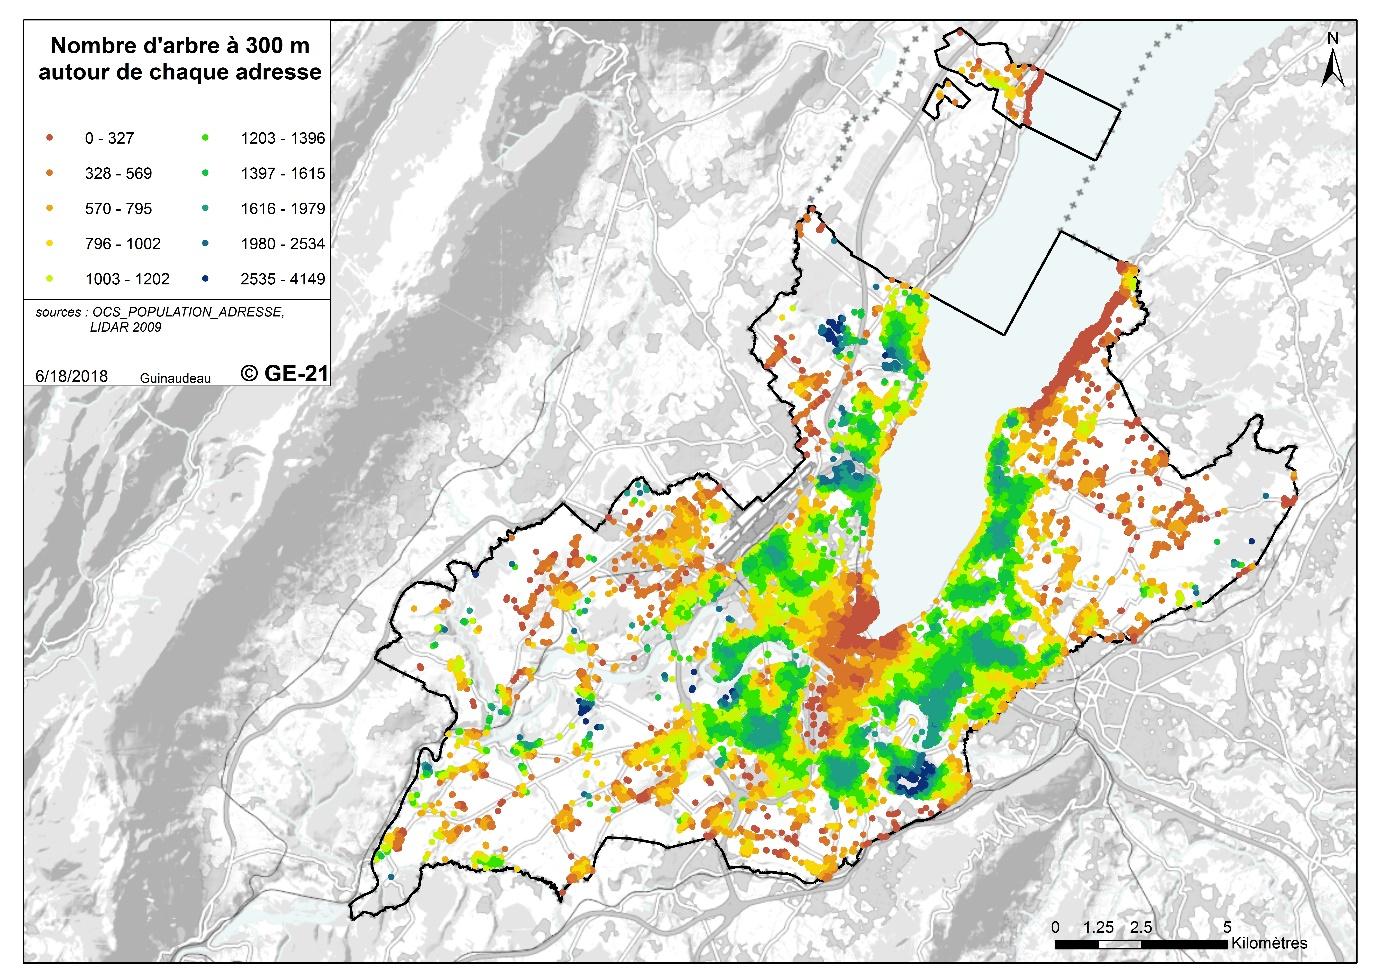 Nombre d'arbre à 300 m
autour de chaque adresse
0 - 327
328 - 569
570 - 795
796 - 1002
1003 - 1202
1203 - 1396
1397 - 1615
1616 - 1979
1980 - 2534
2535 - 4149
sources : OCS_POPULATION_ADRESSE,
LIDAR 2009
6/18/2018 Guinaudeau © GE-21
N
0 1.25 2.5 5
Kilomètres